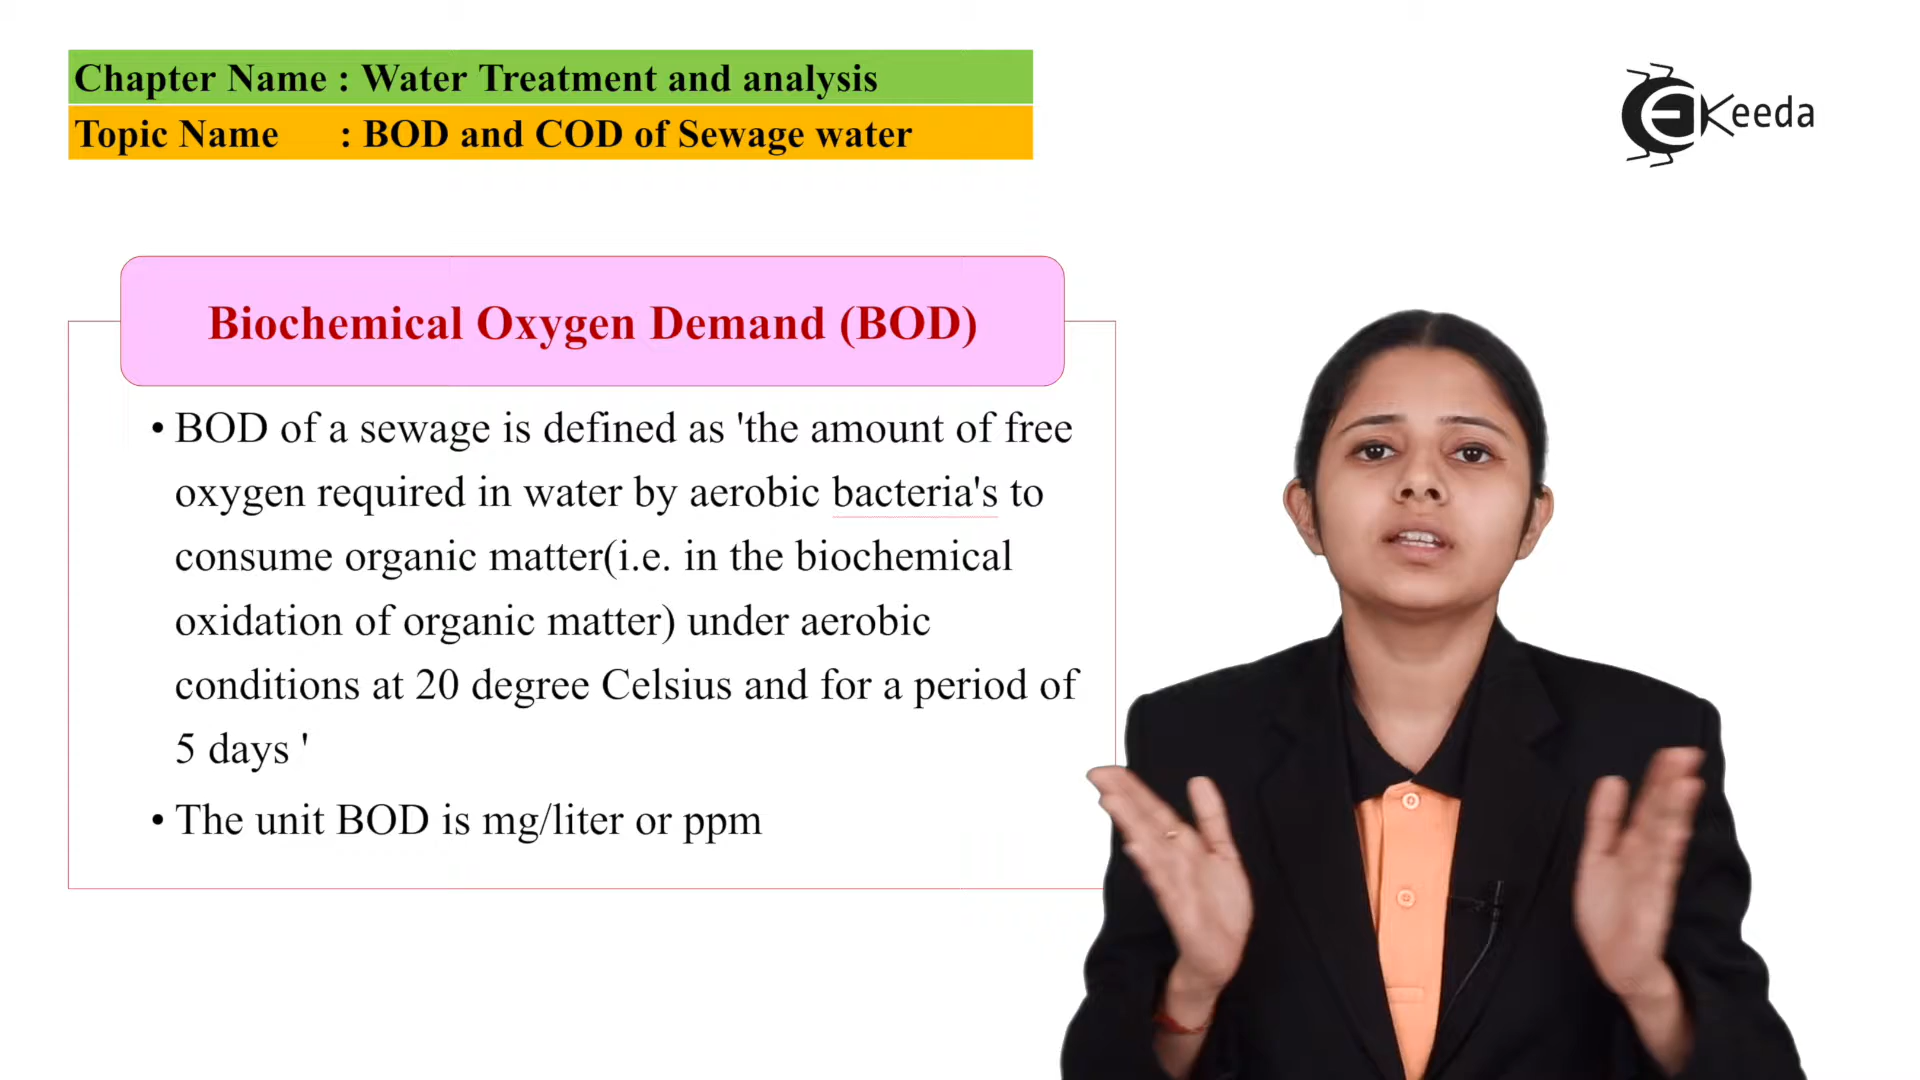 Chapter Name : Water Treatment and analysis
Topic Name : BOD and COD of Sewage water
EKeeda
Biochemical Oxygen Demand (BOD)
• BOD of a sewage is defined as 'the amount of free
oxygen required in water by aerobic bacteria's to
consume organic matter(i.e. in the biochemical
oxidation of organic matter) under aerobic
conditions at 20 degree Celsius and for a period of
5 days '
• The unit BOD is mg/liter or ppm